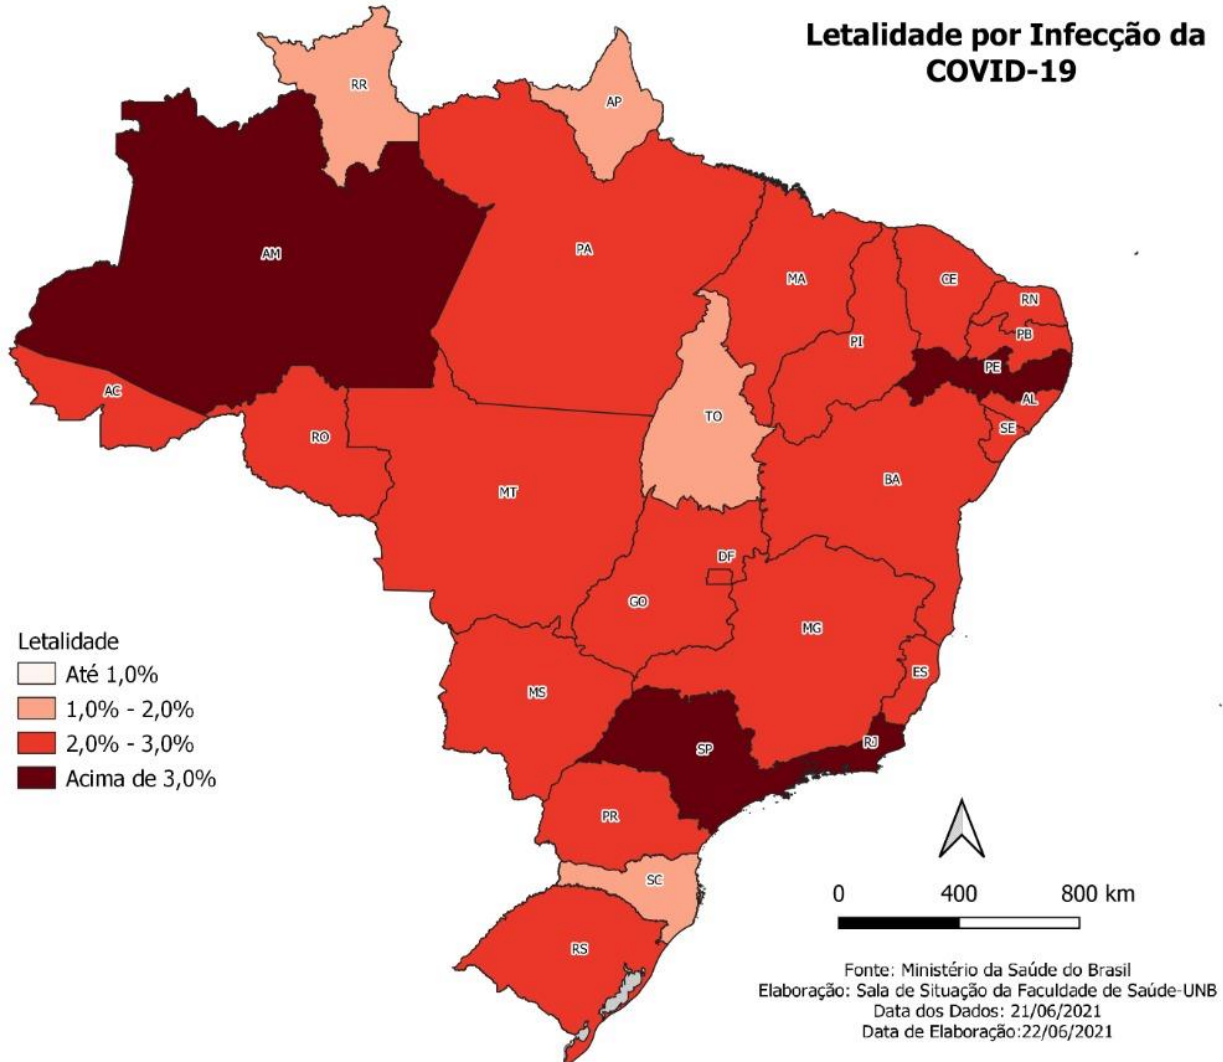 Letalidade por Infecção da
COVID-19
RR
AP
AM
PA
MA
CE
RN
PB
PI
PE
AC
AL
TO
SE
RO
BA
MT
DF
GO
MG
ES
MS
RJ
SP
PR
SC
RS
Letalidade
Até 1,0%
1,0% - 2,0%
2,0% - 3,0%
Acima de 3,0%
0 400 800 km
Fonte: Ministério da Saúde do Brasil
Elaboração: Sala de Situação da Faculdade de Saúde-UNB
Data dos Dados: 21/06/2021
Data de Elaboração:22/06/2021